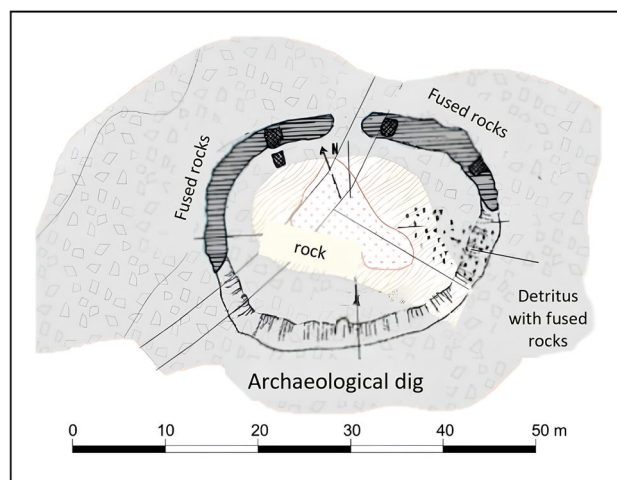 Fused rocks
Fused rocks
N
rock
Detritus
with fused
rocks
Archaeological dig
0 10 20 30 40 50 m